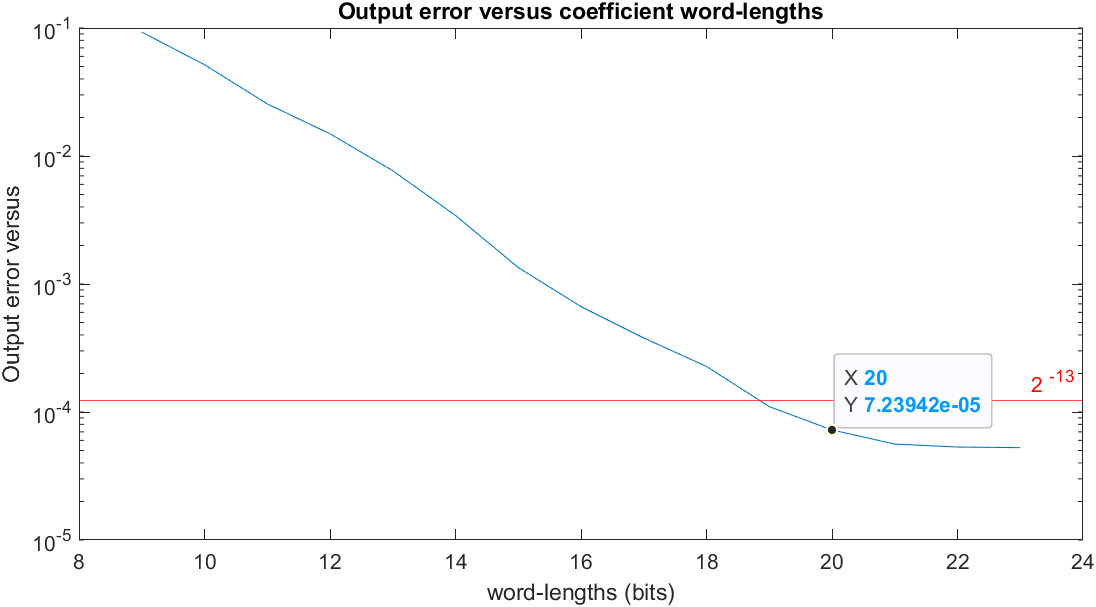 Output error versus coefficient word-lengths
10-1
10-2
10-3
10-4
10-5
Output error versus
X 20
Y 7.23942e-05
2 -13
8 10 12 14 16 18 20 22 24
word-lengths (bits)